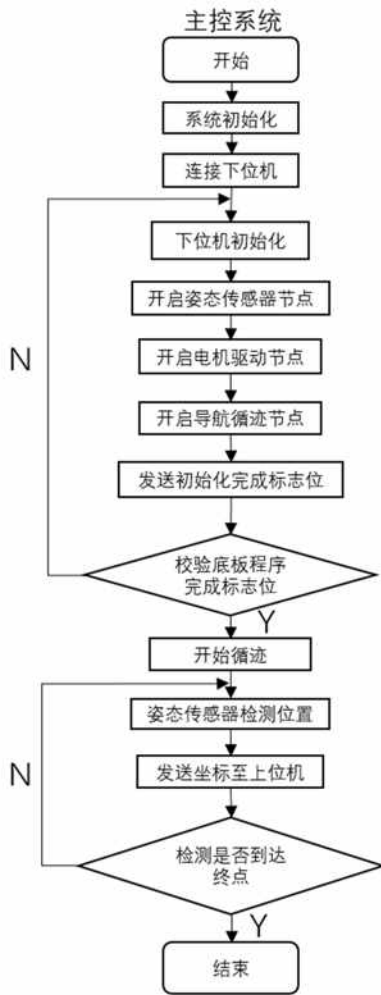 主控系统
开始
系统初始化
连接下位机
下位机初始化
开启姿态传感器节点
N
开启电机驱动节点
开启导航循迹节点
发送初始化完成标志位
校验底板程序
完成标志位
Y
开始循迹
姿态传感器检测位置
N
发送坐标至上位机
检测是否到达
终点
Y
结束